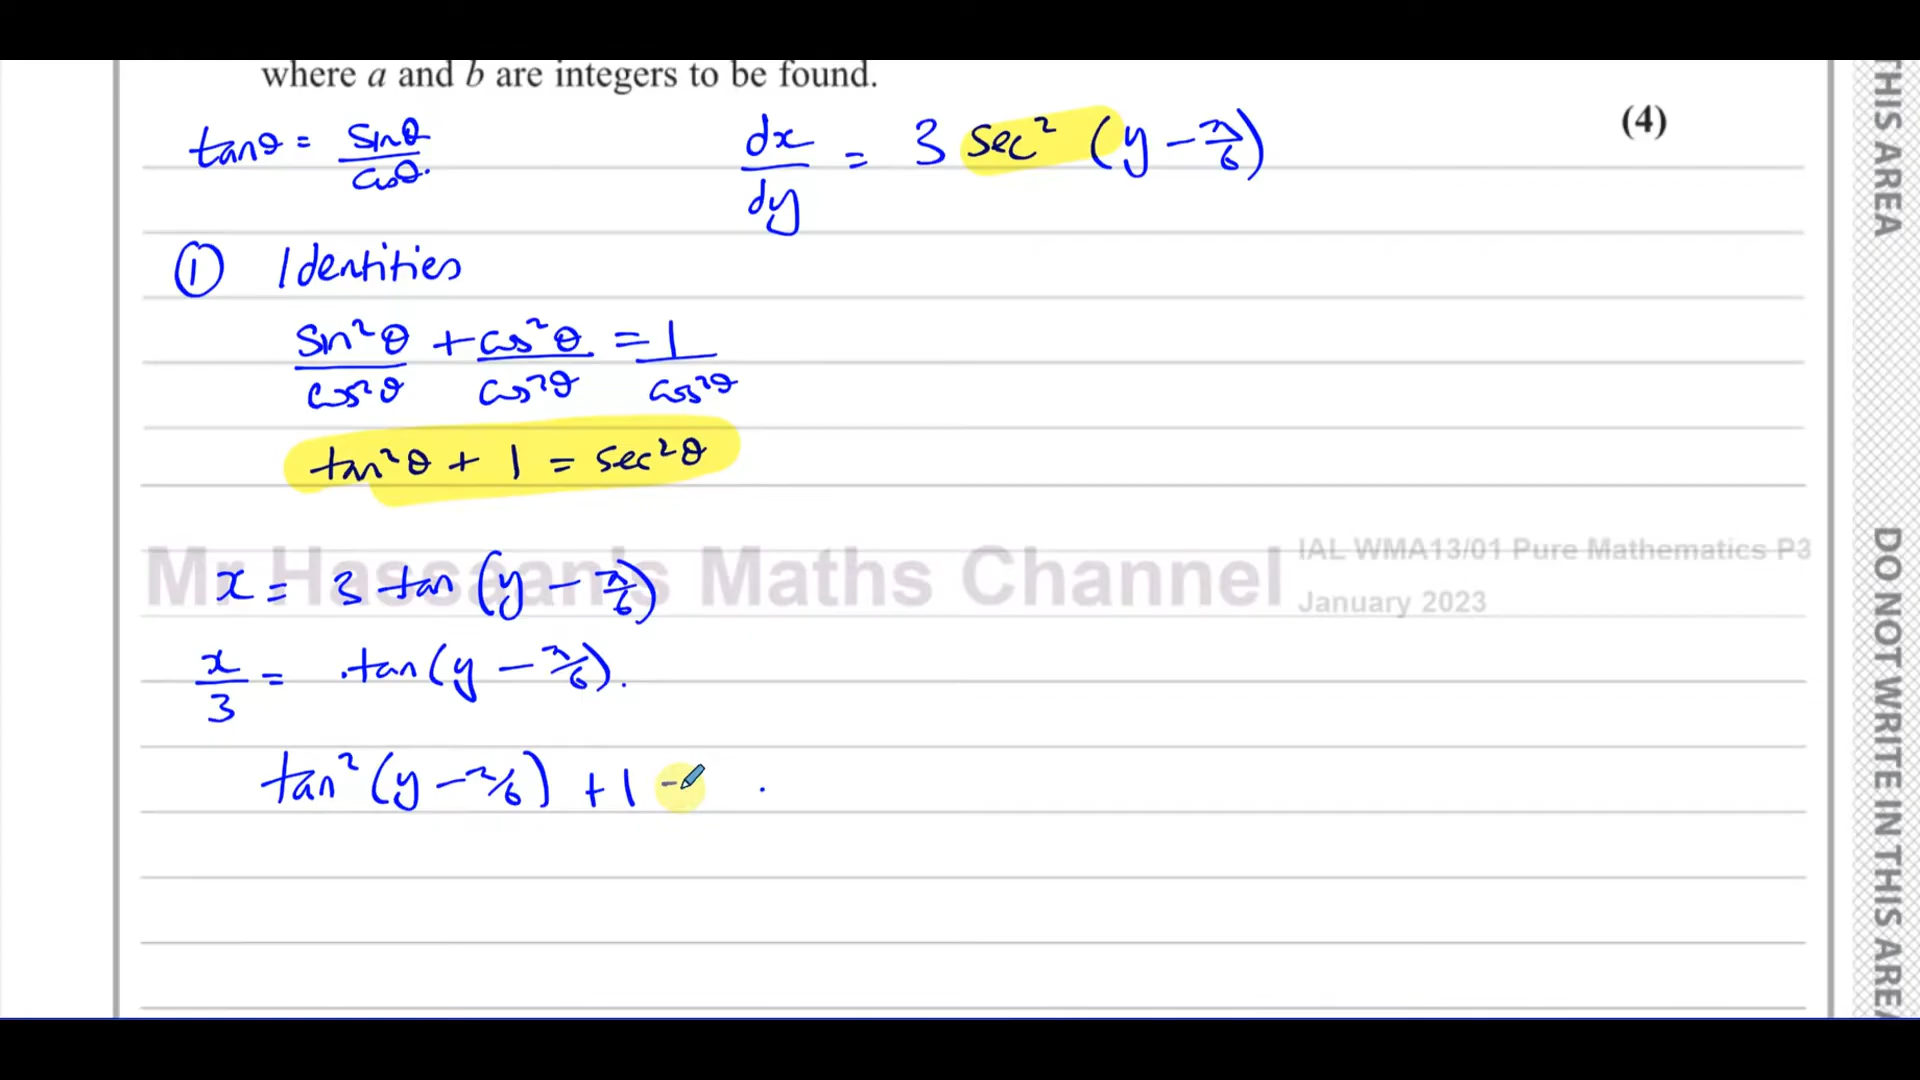 where a and b are integers to be found.
(4)
tanθ = sinθ/cosθ.
dx/dy = 3 sec² (y − π/6)
① Identities
sin²θ/cos²θ + cos²θ/cos²θ = 1/cos²θ
tan²θ + 1 = sec²θ
Mr Hassaan's Maths Channel
IAL WMA13/01 Pure Mathematics P3
January 2023
x = 3 tan (y − π/6)
x/3 = .tan(y − π/6).
tan² (y − π/6) + 1 − .
THIS AREA
DO NOT WRITE IN THIS AREA